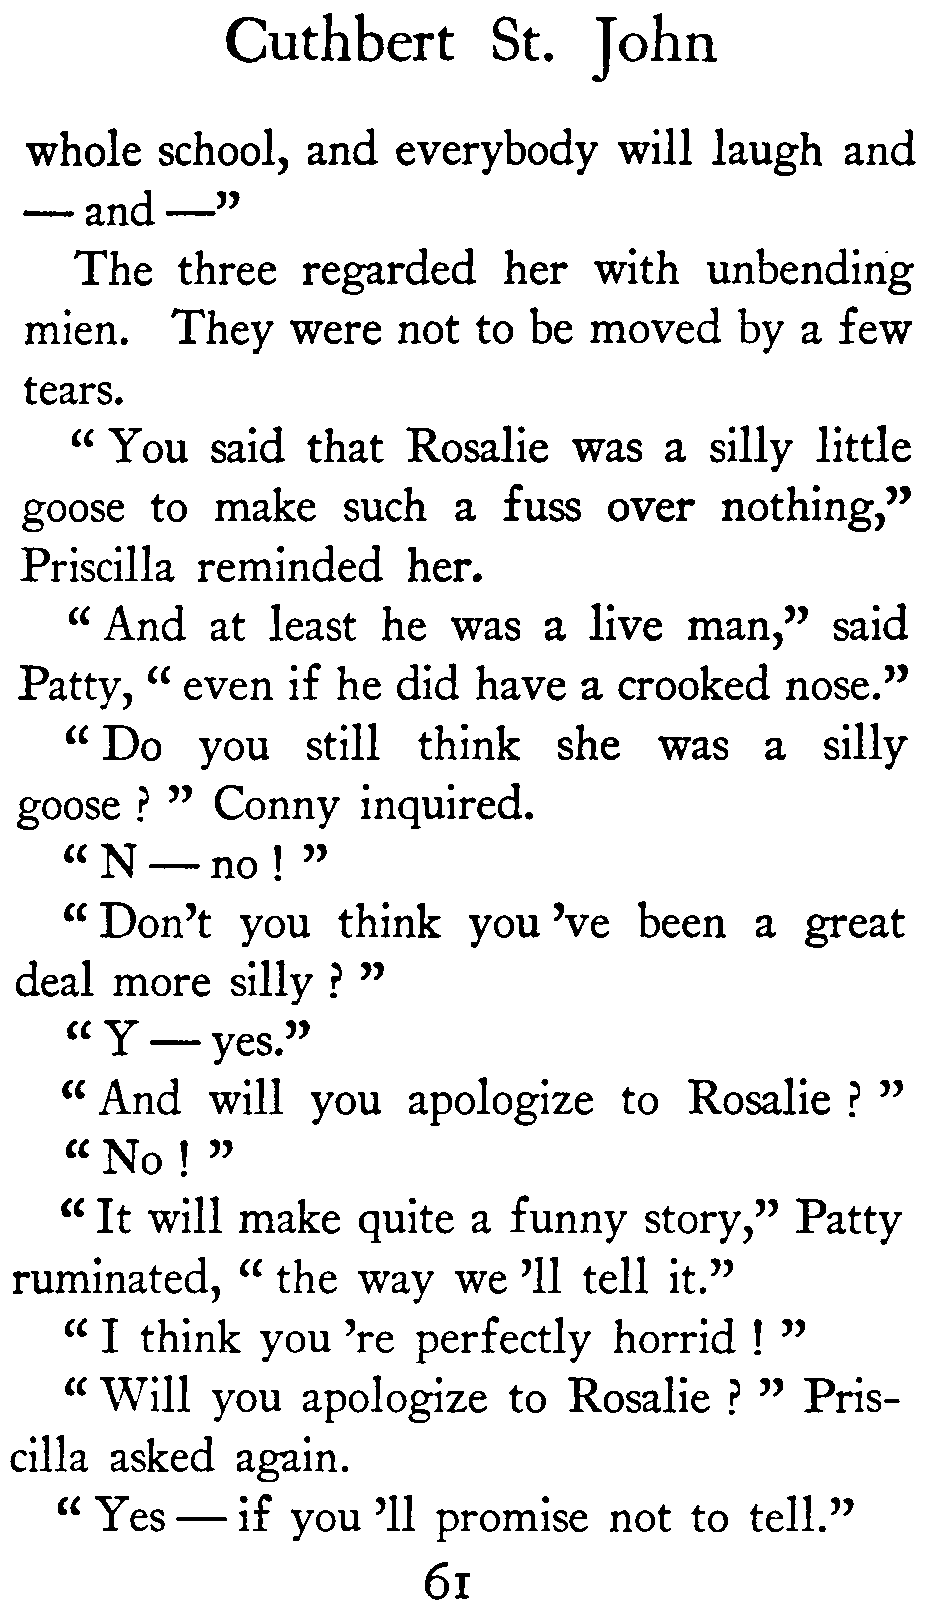 Cuthbert St. John
whole school, and everybody will laugh and
— and —”
The three regarded her with unbending
mien. They were not to be moved by a few
tears.
“ You said that Rosalie was a silly little
goose to make such a fuss over nothing,”
Priscilla reminded her.
“ And at least he was a live man,” said
Patty, “ even if he did have a crooked nose.”
“ Do you still think she was a silly
goose ? ” Conny inquired.
“ N — no ! ”
“ Don’t you think you ’ve been a great
deal more silly ? ”
“ Y — yes.”
“ And will you apologize to Rosalie ? ”
“ No ! ”
“ It will make quite a funny story,” Patty
ruminated, “ the way we ’ll tell it.”
“ I think you ’re perfectly horrid ! ”
“ Will you apologize to Rosalie ? ” Pris-
cilla asked again.
“ Yes — if you ’ll promise not to tell.”
61